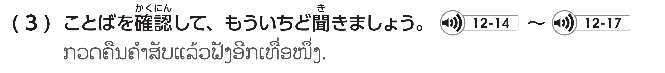 (3) ことばを確認して、もういちど聞きましょう。 12-14 ～ 12-17
ກວດຄືນຄຳສັບແລ້ວຟັງອີກເທື່ອໜຶ່ງ.